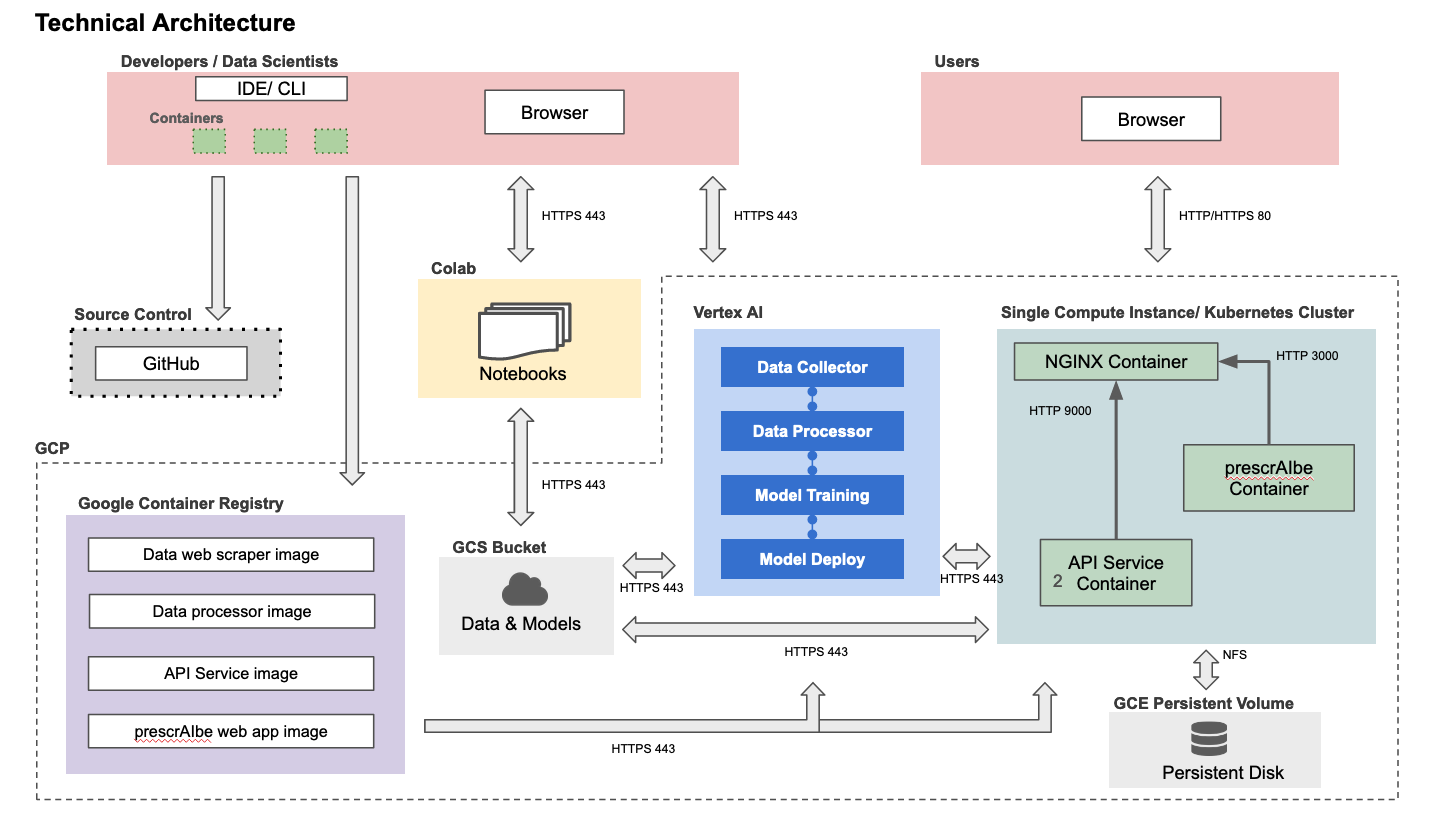 Technical Architecture
Developers / Data Scientists
IDE/ CLI
Containers
Browser
Users
Browser
HTTPS 443
HTTPS 443
HTTP/HTTPS 80
Colab
Notebooks
Source Control
GitHub
Vertex AI
Data Collector
Data Processor
Model Training
Model Deploy
Single Compute Instance/ Kubernetes Cluster
NGINX Container
HTTP 3000
HTTP 9000
prescrAIbe
Container
API Service
2
Container
GCP
Google Container Registry
Data web scraper image
Data processor image
API Service image
prescrAIbe web app image
HTTPS 443
GCS Bucket
Data & Models
HTTPS 443
HTTPS 443
HTTPS 443
HTTPS 443
NFS
GCE Persistent Volume
Persistent Disk